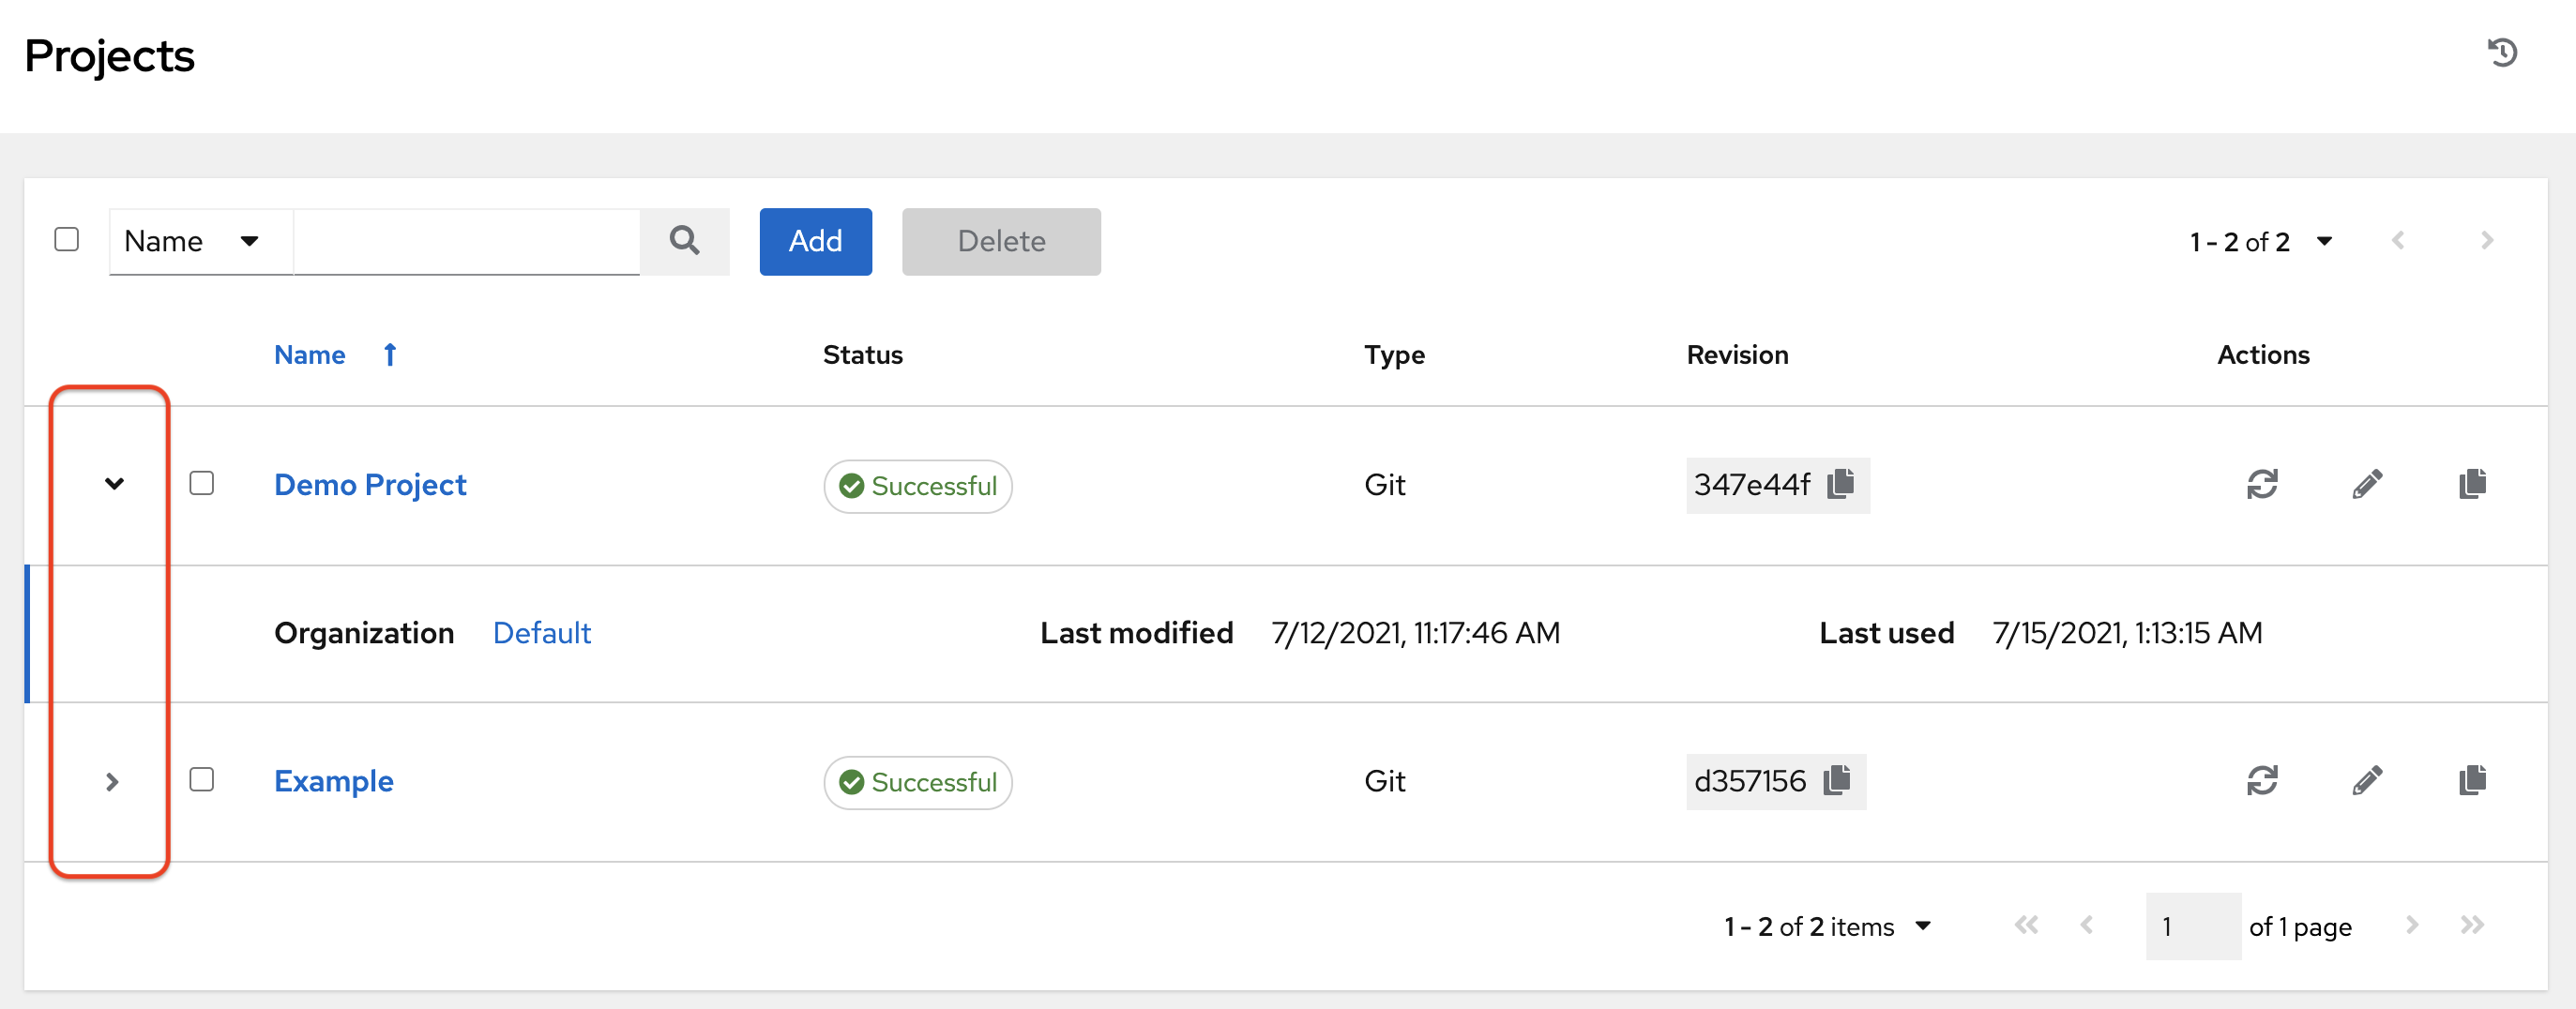 Projects
Name Add Delete 1 - 2 of 2
Name Status Type Revision Actions
Demo Project Successful Git 347e44f
Organization Default Last modified 7/12/2021, 11:17:46 AM Last used 7/15/2021, 1:13:15 AM
Example Successful Git d357156
1 - 2 of 2 items 1 of 1 page